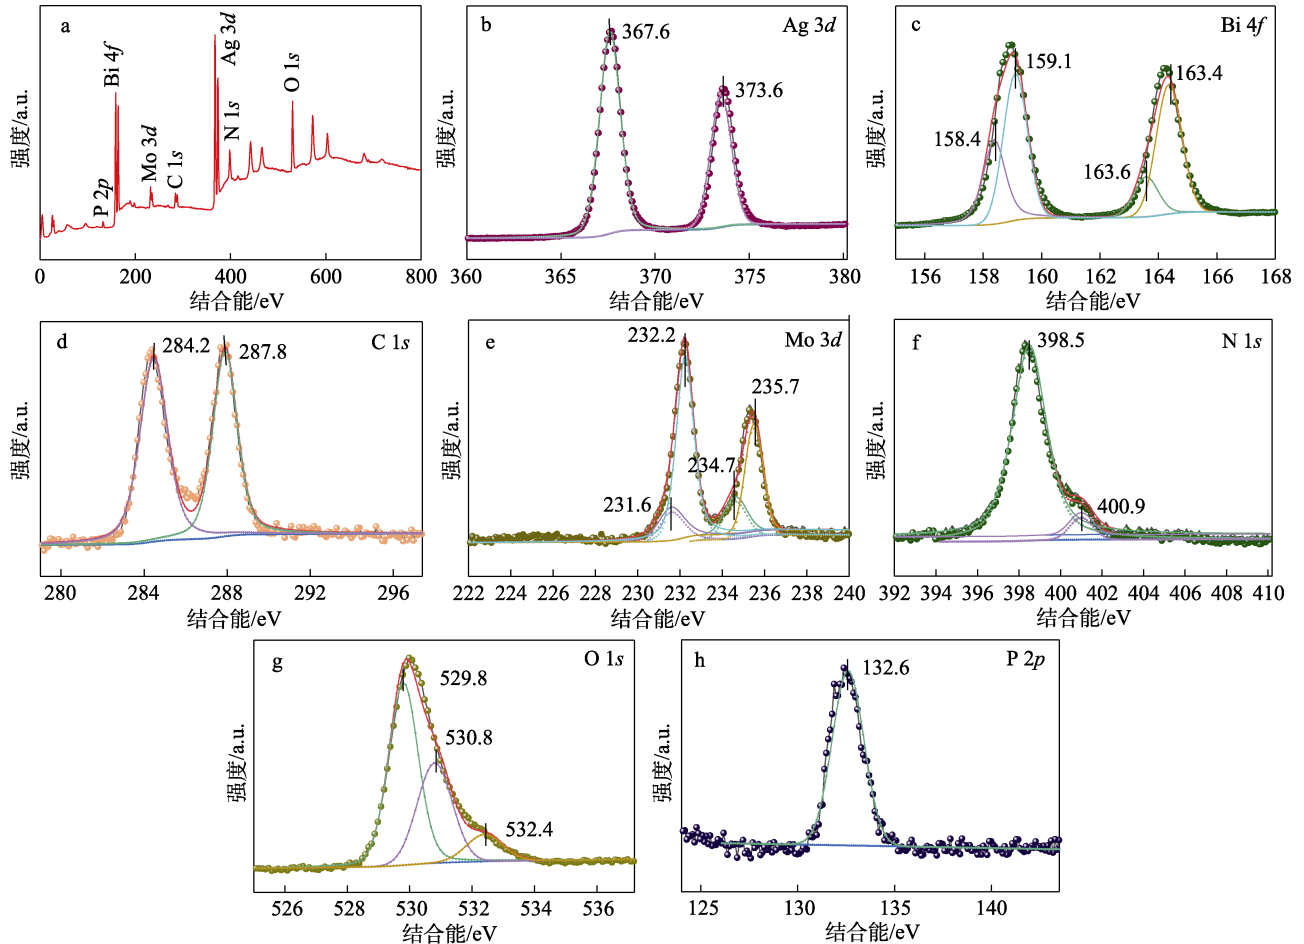 a
Bi 4f
Ag 3d
O 1s
N 1s
Mo 3d
C 1s
P 2p
强度/a.u.
0 200 400 600 800
结合能/eV
b
Ag 3d
367.6
373.6
强度/a.u.
360 365 370 375 380
结合能/eV
c
Bi 4f
159.1
163.4
158.4
163.6
强度/a.u.
156 158 160 162 164 166 168
结合能/eV
d
C 1s
284.2
287.8
强度/a.u.
280 284 288 292 296
结合能/eV
e
Mo 3d
232.2
235.7
234.7
231.6
强度/a.u.
222 224 226 228 230 232 234 236 238 240
结合能/eV
f
N 1s
398.5
400.9
强度/a.u.
392 394 396 398 400 402 404 406 408 410
结合能/eV
g
O 1s
529.8
530.8
532.4
强度/a.u.
526 528 530 532 534 536
结合能/eV
h
P 2p
132.6
强度/a.u.
125 130 135 140
结合能/eV